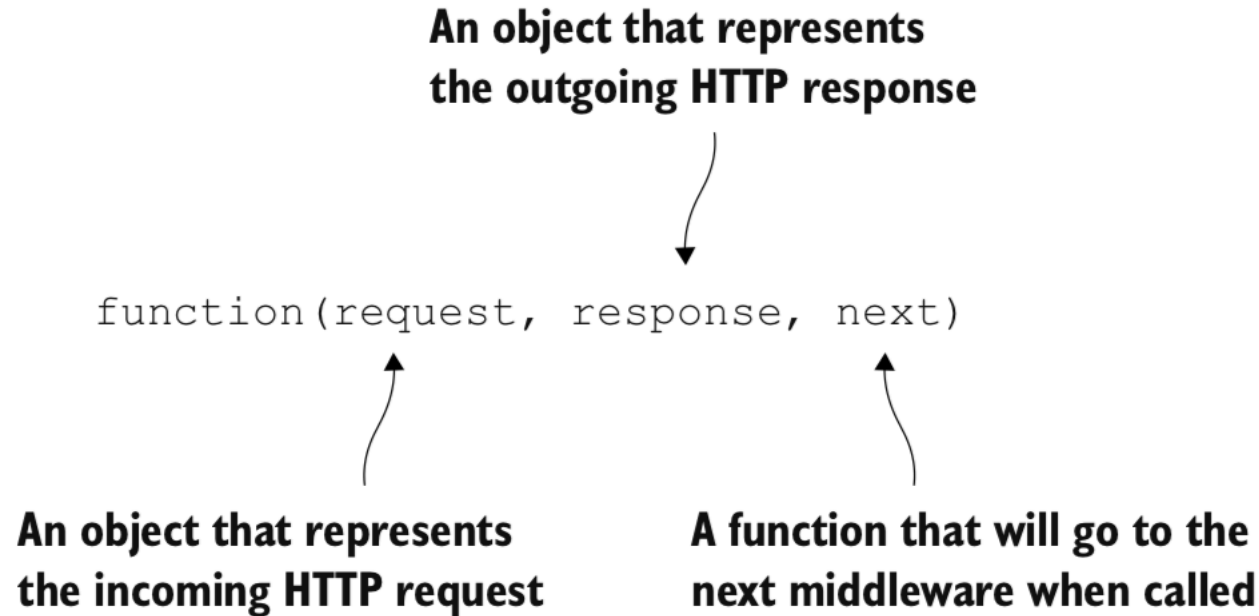 An object that represents
the outgoing HTTP response
function(request, response, next)
An object that represents
the incoming HTTP request
A function that will go to the
next middleware when called